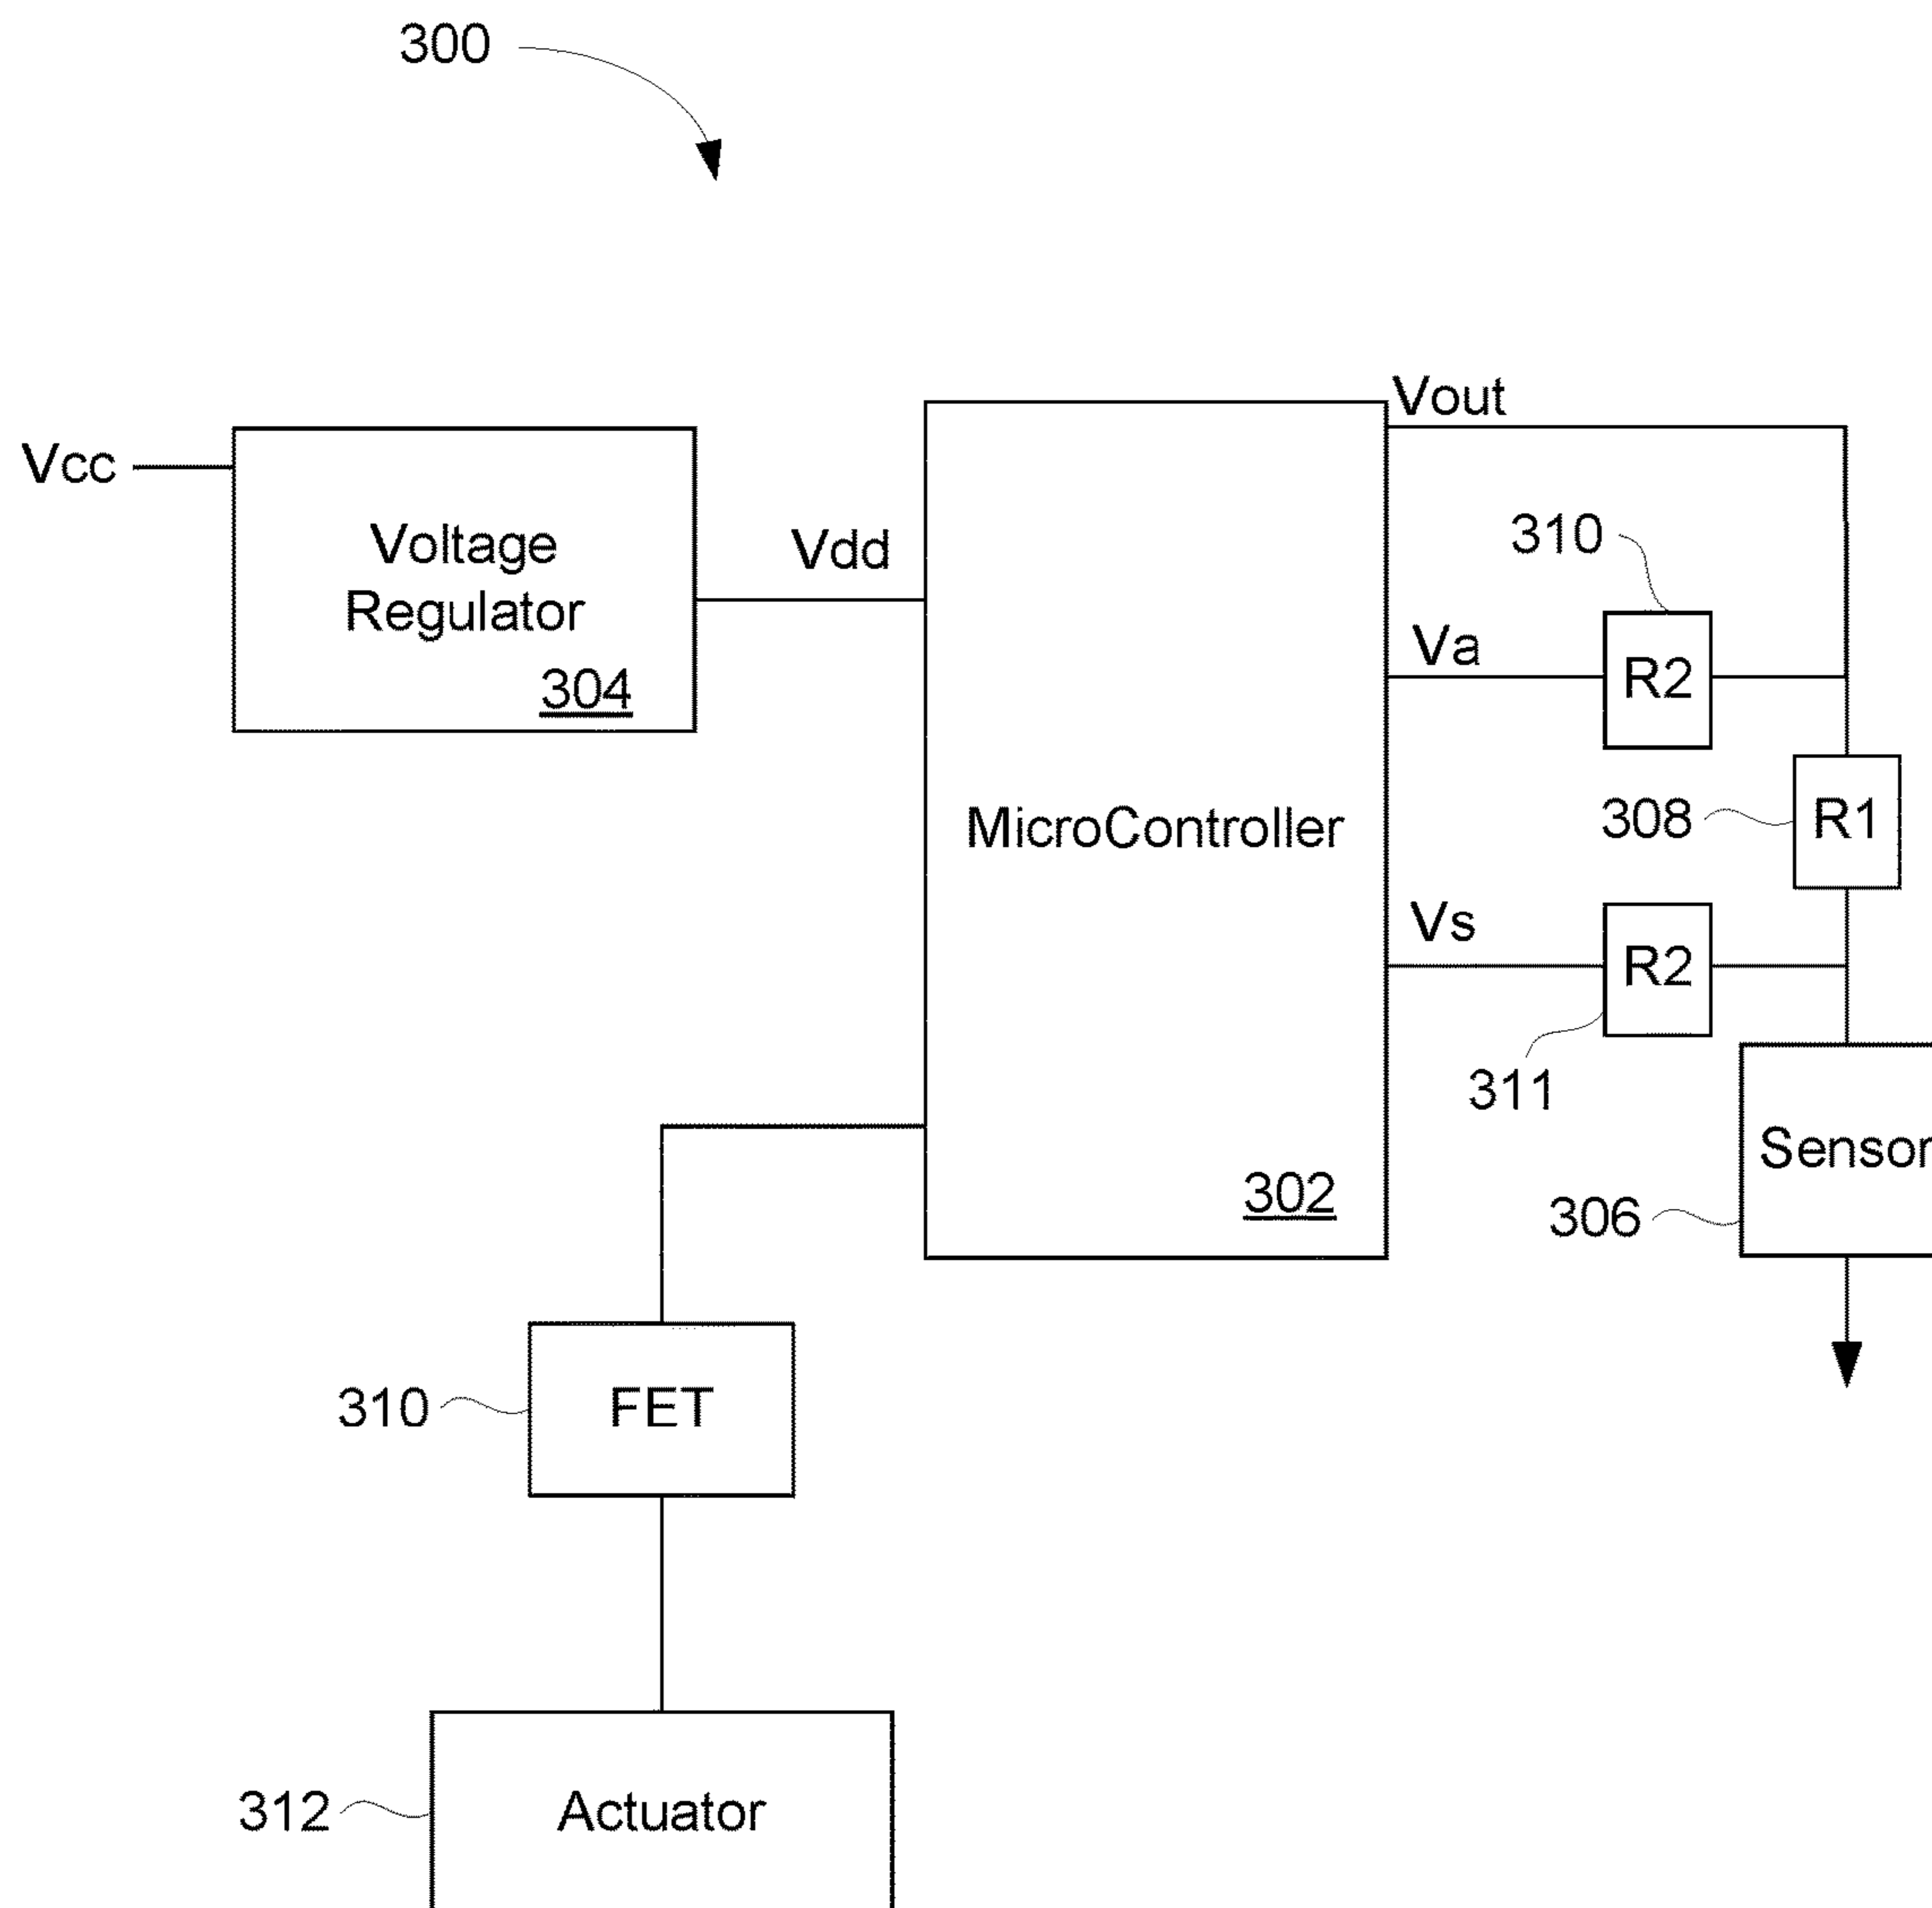 300
Vout
Vcc
Voltage
Regulator
304
Vdd
310
Va
R2
MicroController
308
R1
Vs
R2
311
302
Sensor
306
310
FET
312
Actuator